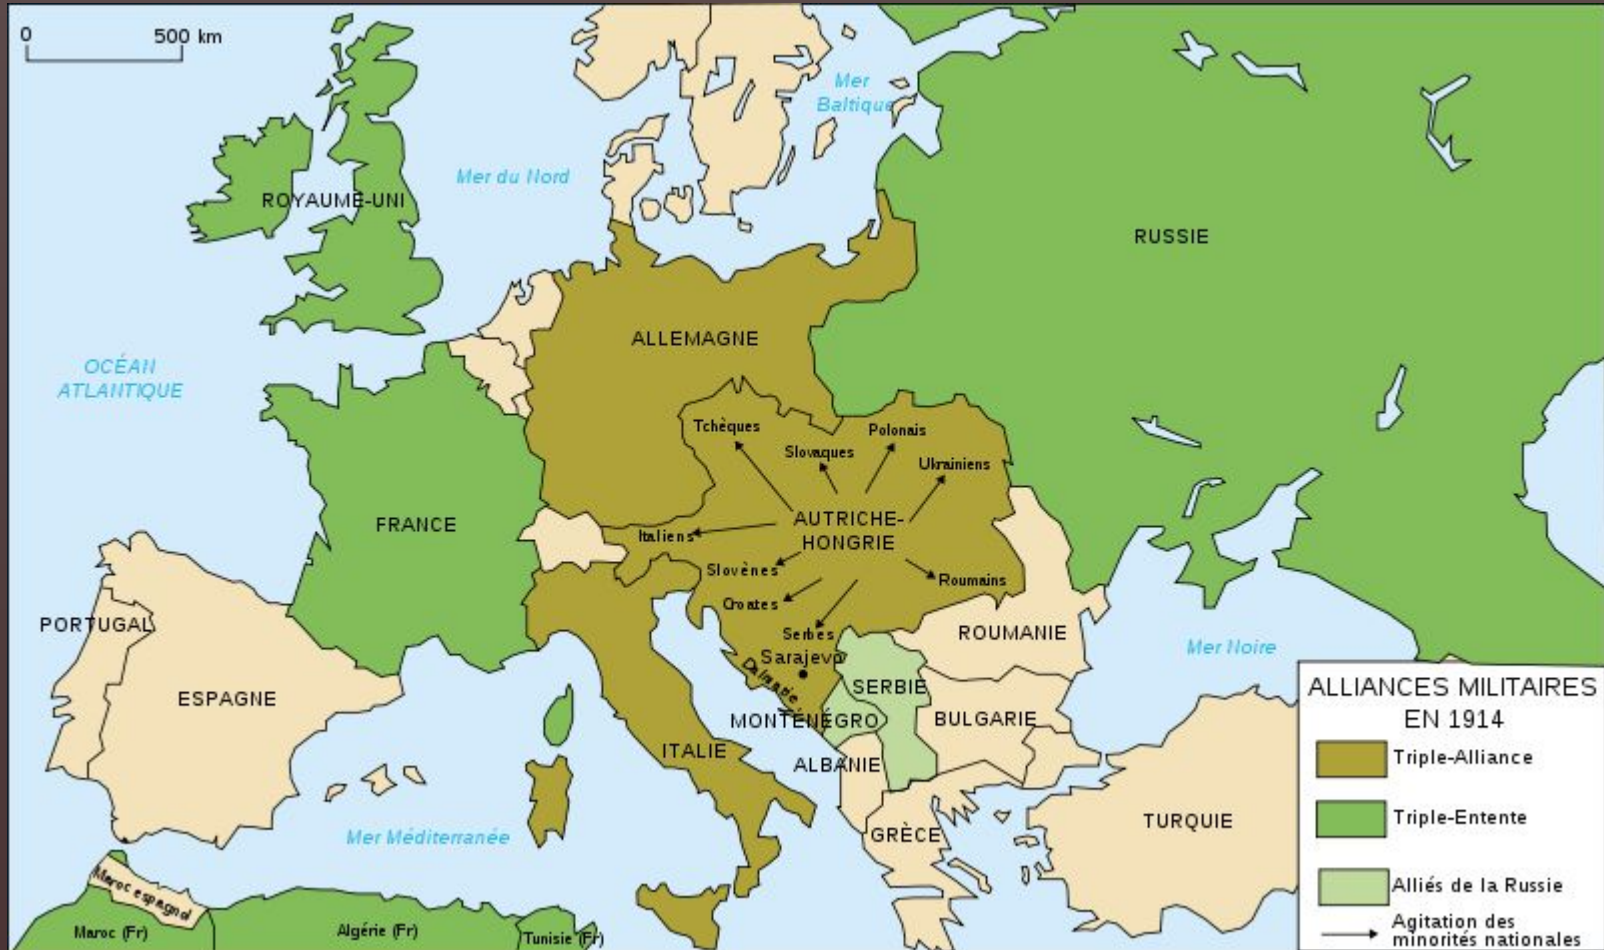 0 500 km
Mer
Baltique
Mer du Nord
ROYAUME-UNI
RUSSIE
OCÉAN
ATLANTIQUE
ALLEMAGNE
Tchèques
Polonais
Slovaques
Ukrainiens
FRANCE
AUTRICHE-
HONGRIE
Italiens
Slovènes
Roumains
Croates
PORTUGAL
Serbes
ROUMANIE
Mer Noire
Sarajevo
Dalmatie
SERBIE
ESPAGNE
MONTÉNÉGRO
BULGARIE
ITALIE
ALBANIE
TURQUIE
Mer Méditerranée
GRÈCE
Maroc espagnol
Maroc (Fr)
Algérie (Fr)
Tunisie (Fr)
ALLIANCES MILITAIRES
EN 1914
Triple-Alliance
Triple-Entente
Alliés de la Russie
Agitation des
minorités nationales